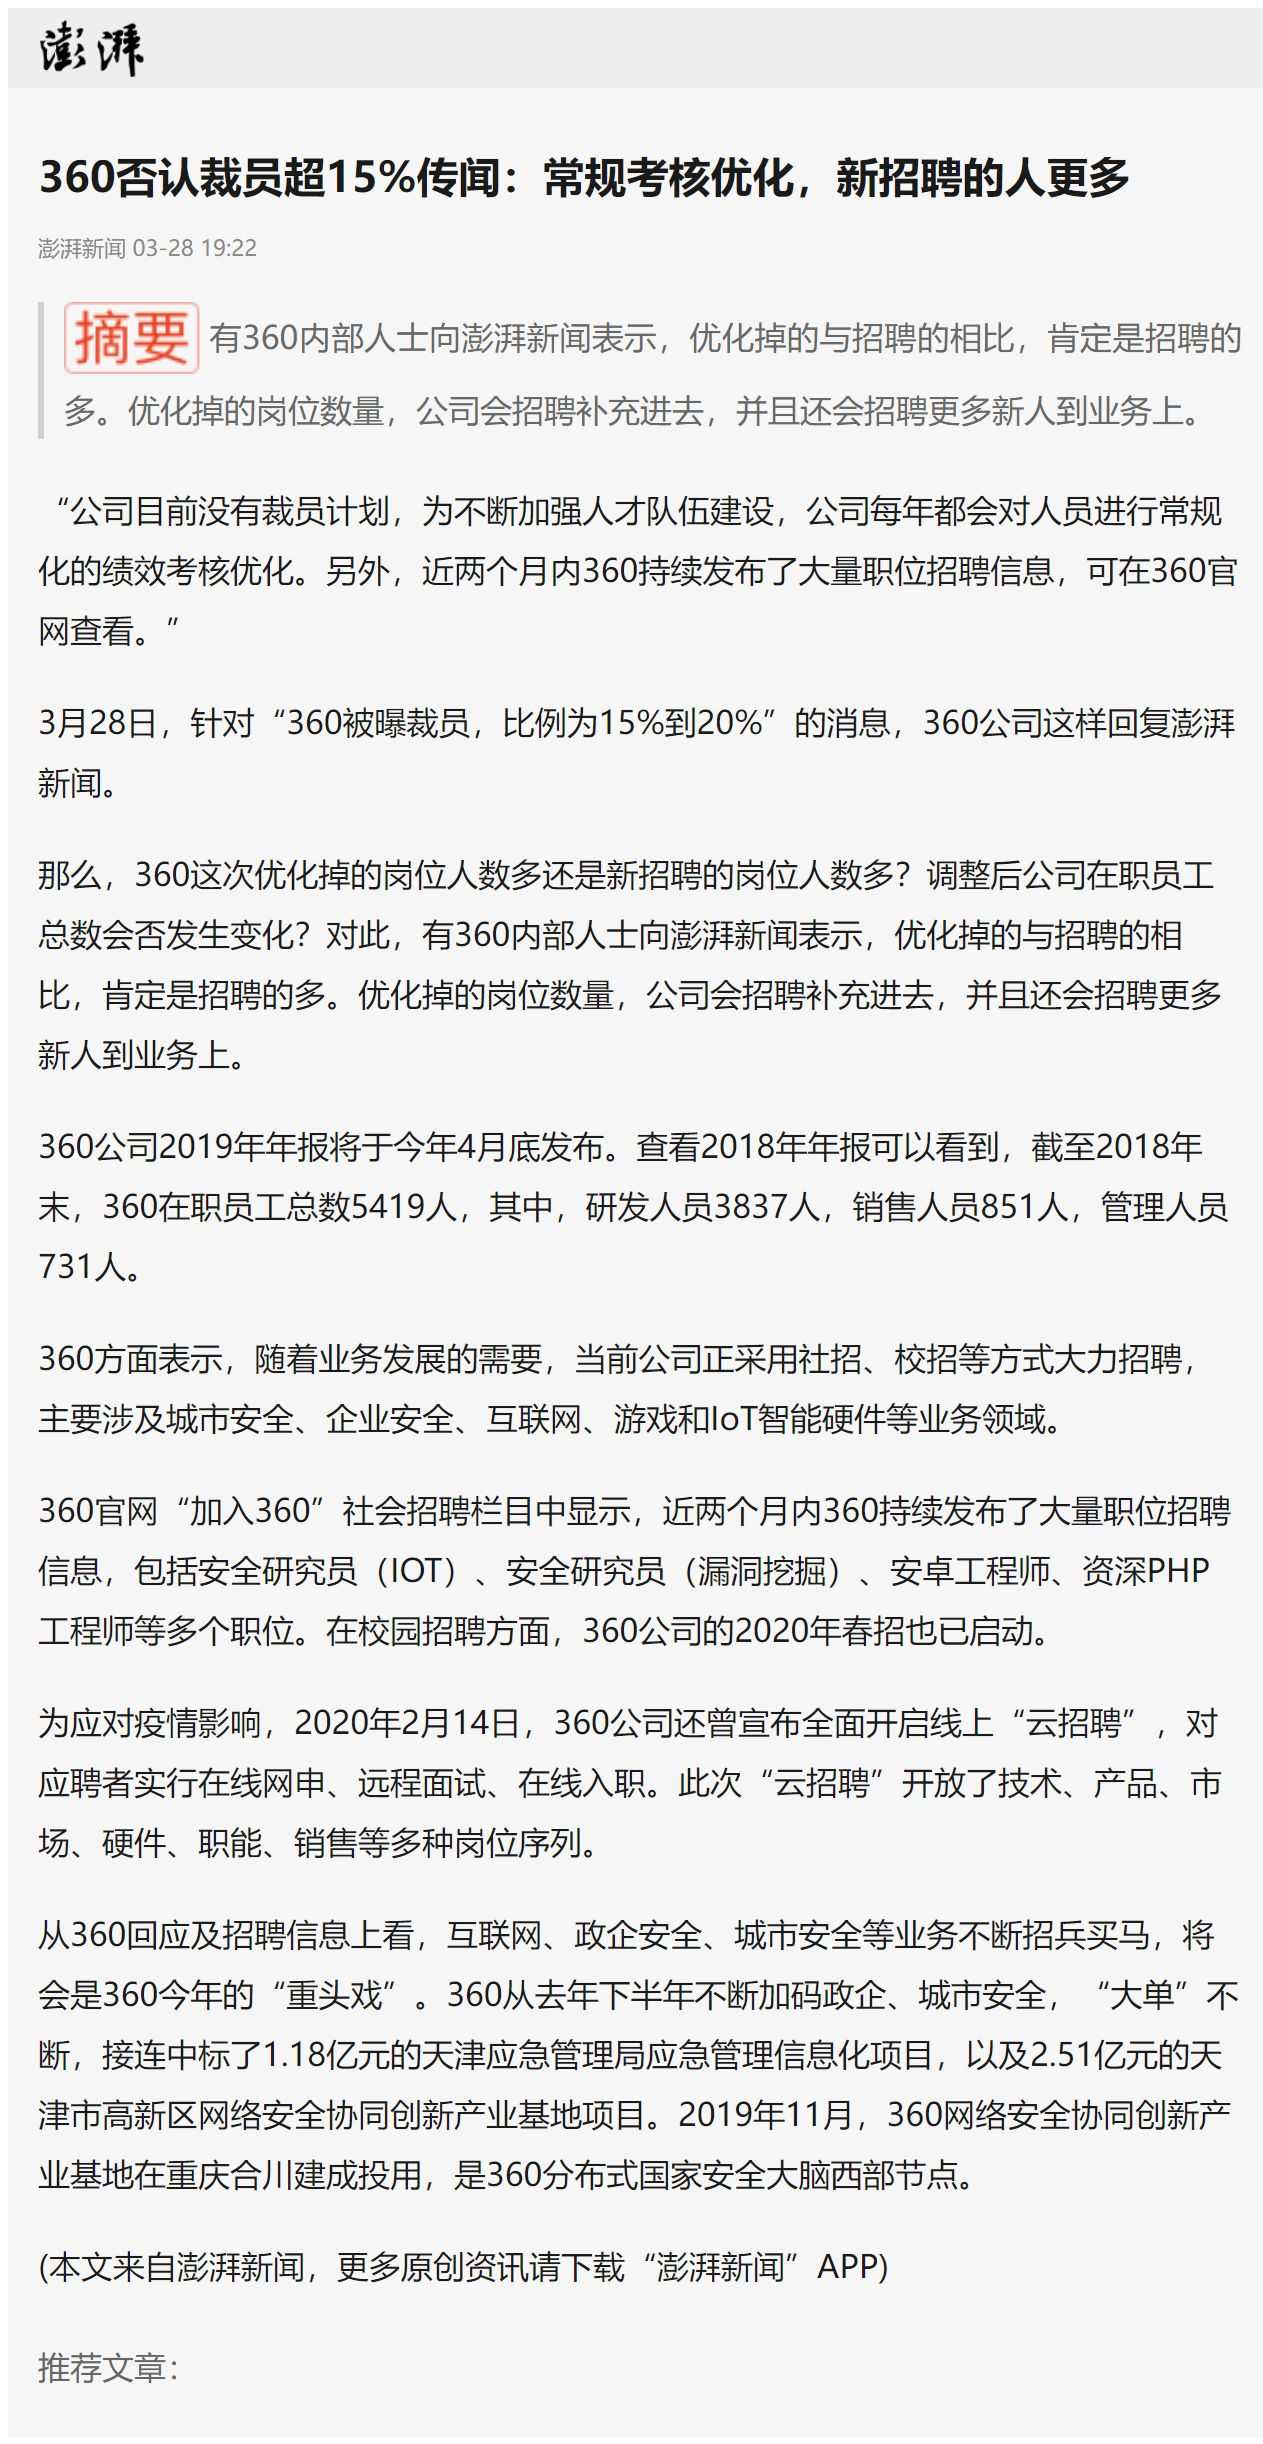 澎湃
360否认裁员超15%传闻：常规考核优化，新招聘的人更多
澎湃新闻 03-28 19:22
摘要 有360内部人士向澎湃新闻表示，优化掉的与招聘的相比，肯定是招聘的
多。优化掉的岗位数量，公司会招聘补充进去，并且还会招聘更多新人到业务上。
“公司目前没有裁员计划，为不断加强人才队伍建设，公司每年都会对人员进行常规
化的绩效考核优化。另外，近两个月内360持续发布了大量职位招聘信息，可在360官
网查看。”
3月28日，针对“360被曝裁员，比例为15%到20%”的消息，360公司这样回复澎湃
新闻。
那么，360这次优化掉的岗位人数多还是新招聘的岗位人数多？调整后公司在职员工
总数会否发生变化？对此，有360内部人士向澎湃新闻表示，优化掉的与招聘的相
比，肯定是招聘的多。优化掉的岗位数量，公司会招聘补充进去，并且还会招聘更多
新人到业务上。
360公司2019年年报将于今年4月底发布。查看2018年年报可以看到，截至2018年
末，360在职员工总数5419人，其中，研发人员3837人，销售人员851人，管理人员
731人。
360方面表示，随着业务发展的需要，当前公司正采用社招、校招等方式大力招聘，
主要涉及城市安全、企业安全、互联网、游戏和IoT智能硬件等业务领域。
360官网“加入360”社会招聘栏目中显示，近两个月内360持续发布了大量职位招聘
信息，包括安全研究员（IOT）、安全研究员（漏洞挖掘）、安卓工程师、资深PHP
工程师等多个职位。在校园招聘方面，360公司的2020年春招也已启动。
为应对疫情影响，2020年2月14日，360公司还曾宣布全面开启线上“云招聘”，对
应聘者实行在线网申、远程面试、在线入职。此次“云招聘”开放了技术、产品、市
场、硬件、职能、销售等多种岗位序列。
从360回应及招聘信息上看，互联网、政企安全、城市安全等业务不断招兵买马，将
会是360今年的“重头戏”。360从去年下半年不断加码政企、城市安全，“大单”不
断，接连中标了1.18亿元的天津应急管理局应急管理信息化项目，以及2.51亿元的天
津市高新区网络安全协同创新产业基地项目。2019年11月，360网络安全协同创新产
业基地在重庆合川建成投用，是360分布式国家安全大脑西部节点。
(本文来自澎湃新闻，更多原创资讯请下载“澎湃新闻”APP)
推荐文章：